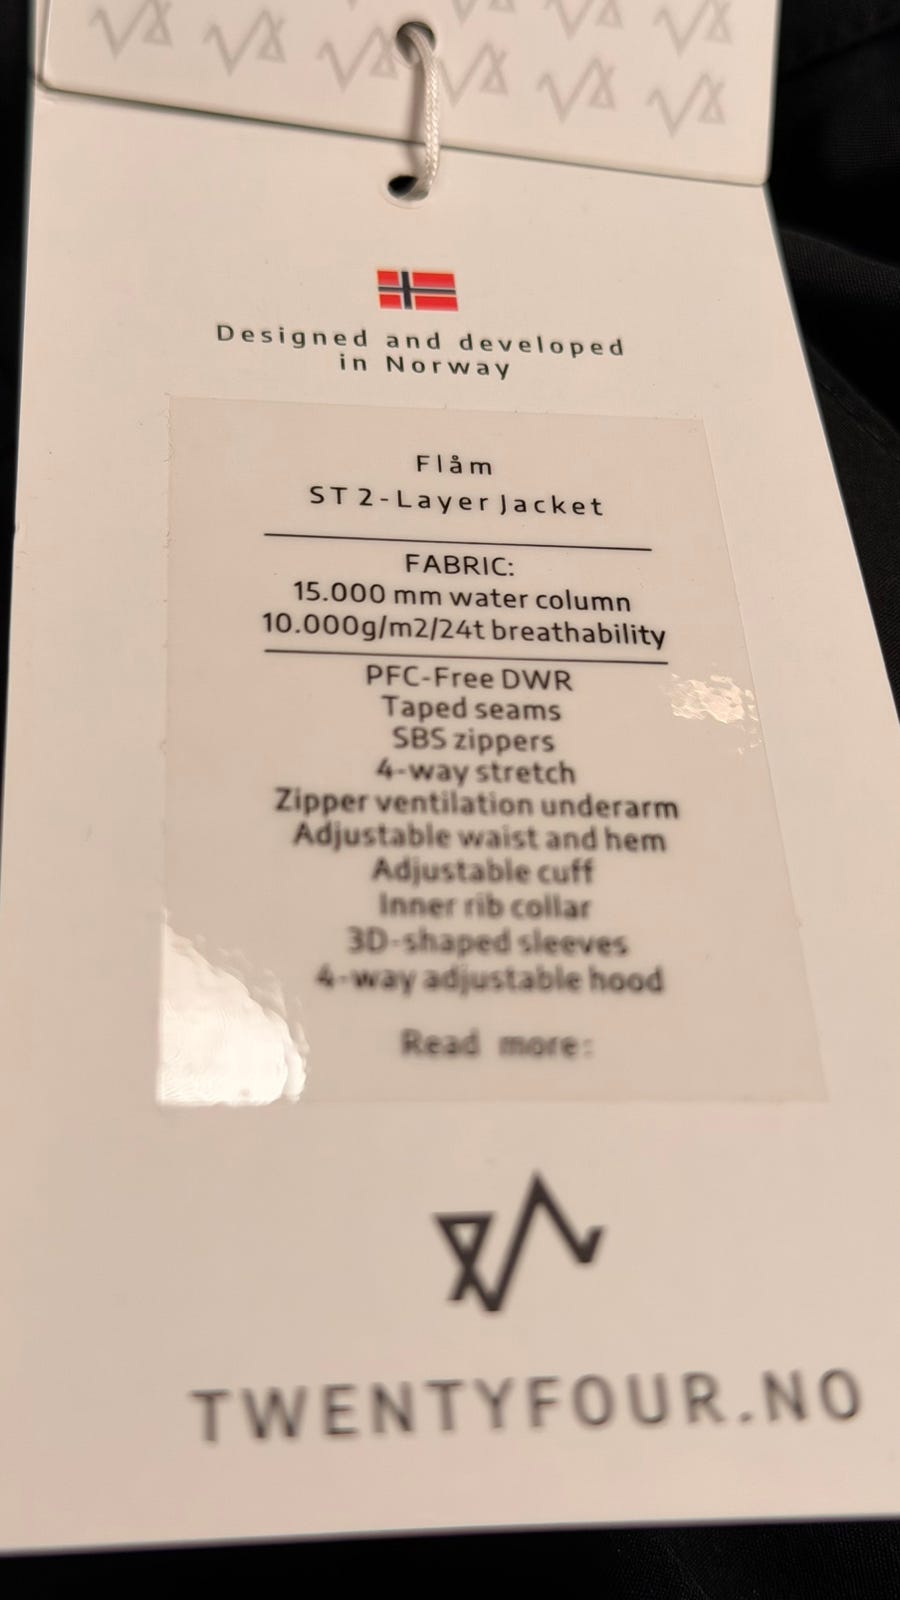 Designed and developed
in Norway
Flåm
ST 2-Layer Jacket
FABRIC:
15.000 mm water column
10.000g/m2/24t breathability
PFC-Free DWR
Taped seams
SBS zippers
4-way stretch
Zipper ventilation underarm
Adjustable waist and hem
Adjustable cuff
Inner rib collar
3D-shaped sleeves
4-way adjustable hood
Read more:
TWENTYFOUR.NO